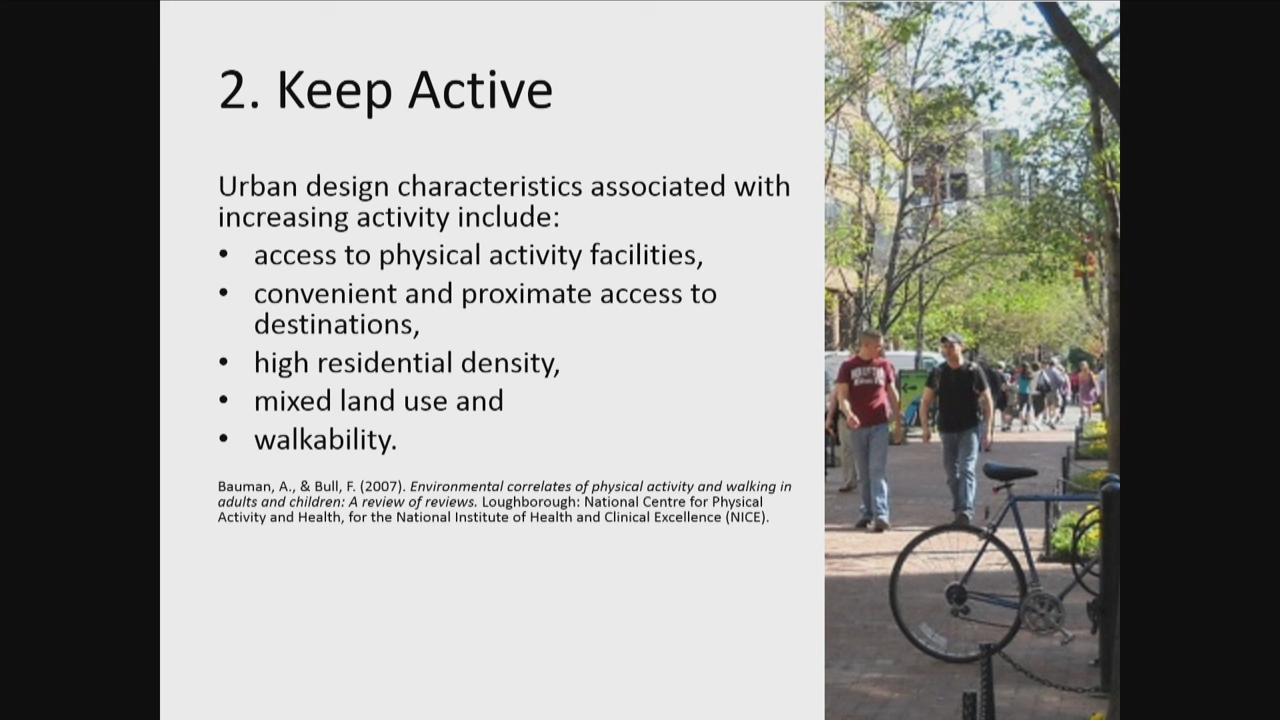 2. Keep Active
Urban design characteristics associated with
increasing activity include:
• access to physical activity facilities,
• convenient and proximate access to
destinations,
• high residential density,
• mixed land use and
• walkability.
Bauman, A., & Bull, F. (2007). Environmental correlates of physical activity and walking in
adults and children: A review of reviews. Loughborough: National Centre for Physical
Activity and Health, for the National Institute of Health and Clinical Excellence (NICE).